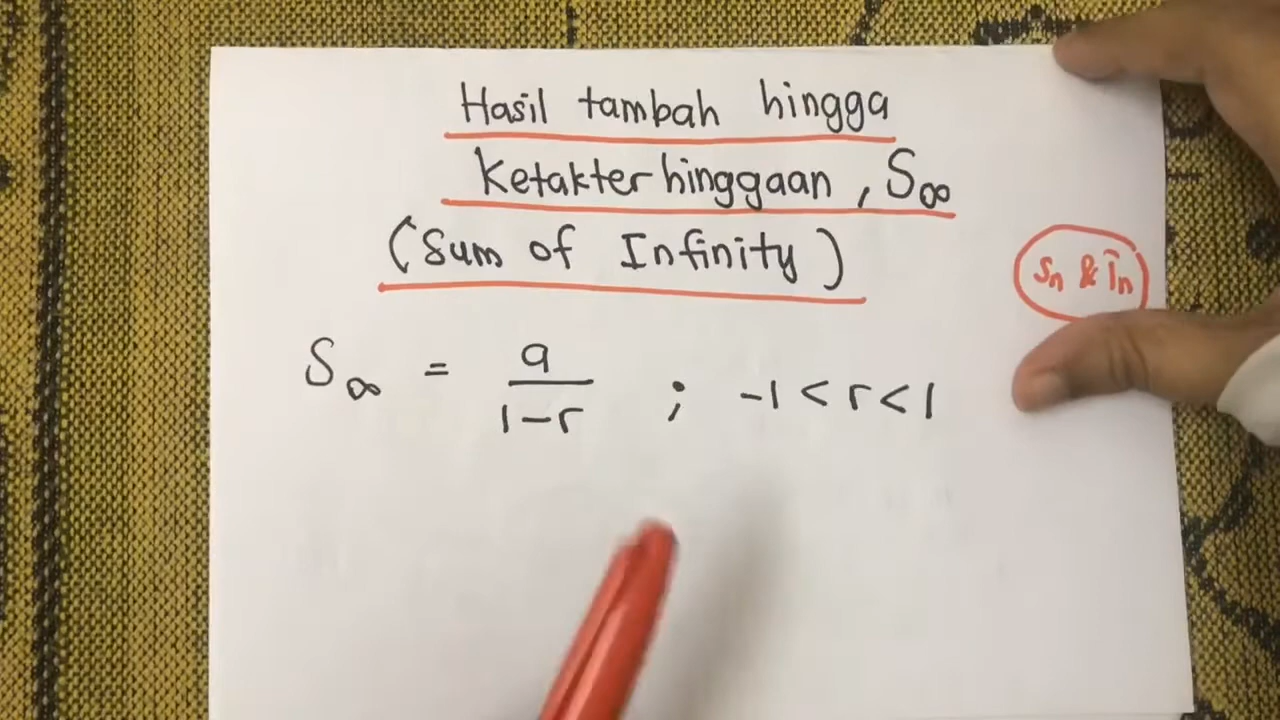 Hasil tambah hingga
Ketakterhinggaan, S∞
(Sum of Infinity)
Sn & Tn
S∞ = a/1-r ; -1 < r < 1